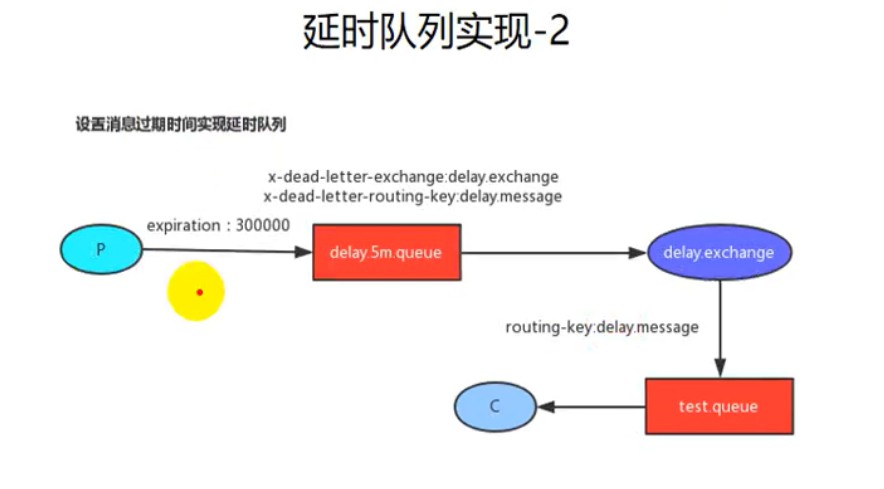 延时队列实现-2
设置消息过期时间实现延时队列
x-dead-letter-exchange:delay.exchange
x-dead-letter-routing-key:delay.message
expiration：300000
P
delay.5m.queue
delay.exchange
routing-key:delay.message
C
test.queue